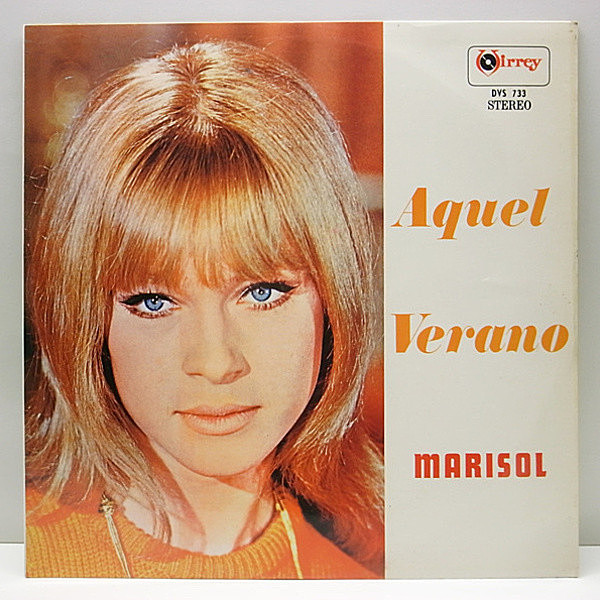 Virrey
DVS 733
STEREO
Aquel
Verano
MARISOL